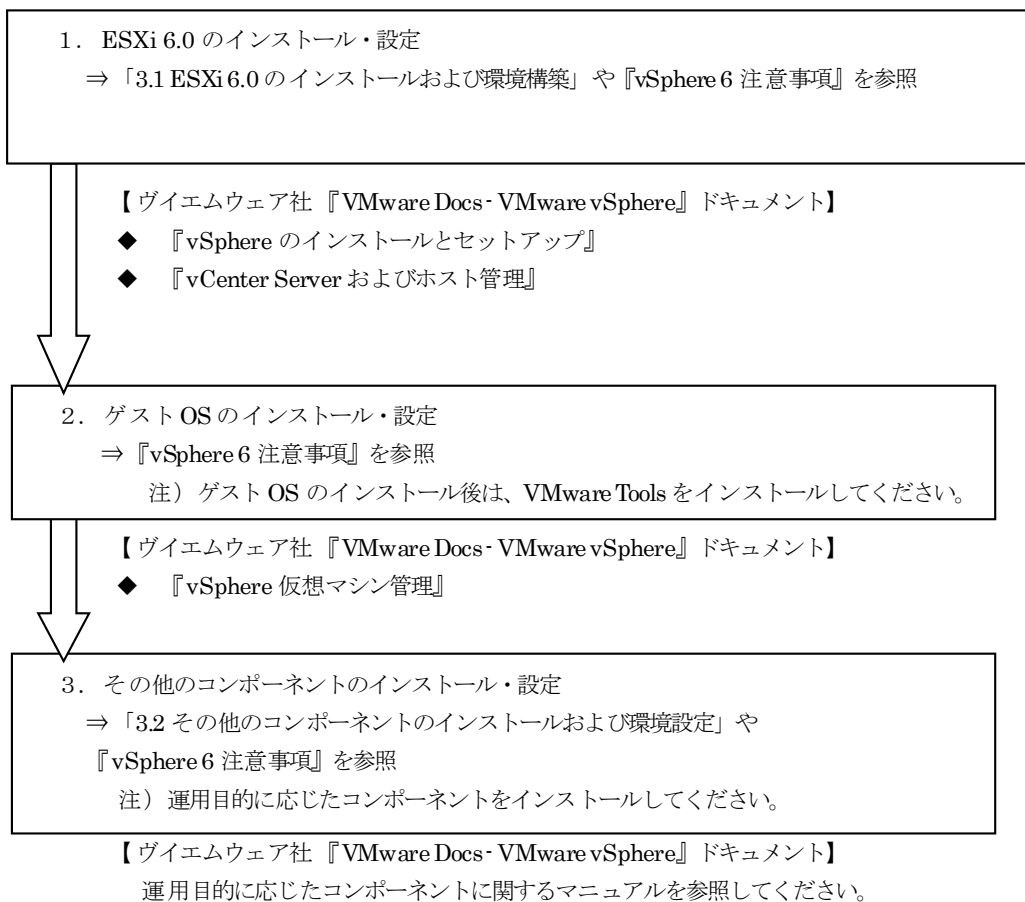 １．ESXi 6.0 のインストール・設定
⇒「3.1 ESXi 6.0 のインストールおよび環境構築」や『vSphere 6 注意事項』を参照
【ヴイエムウェア社 『VMware Docs - VMware vSphere』ドキュメント】
◆ 『vSphere のインストールとセットアップ』
◆ 『vCenter Server およびホスト管理』
２．ゲスト OS のインストール・設定
⇒『vSphere 6 注意事項』を参照
注）ゲスト OS のインストール後は、VMware Tools をインストールしてください。
【ヴイエムウェア社 『VMware Docs - VMware vSphere』ドキュメント】
◆ 『vSphere 仮想マシン管理』
３．その他のコンポーネントのインストール・設定
⇒「3.2 その他のコンポーネントのインストールおよび環境設定」や
『vSphere 6 注意事項』を参照
注）運用目的に応じたコンポーネントをインストールしてください。
【ヴイエムウェア社 『VMware Docs - VMware vSphere』ドキュメント】
運用目的に応じたコンポーネントに関するマニュアルを参照してください。